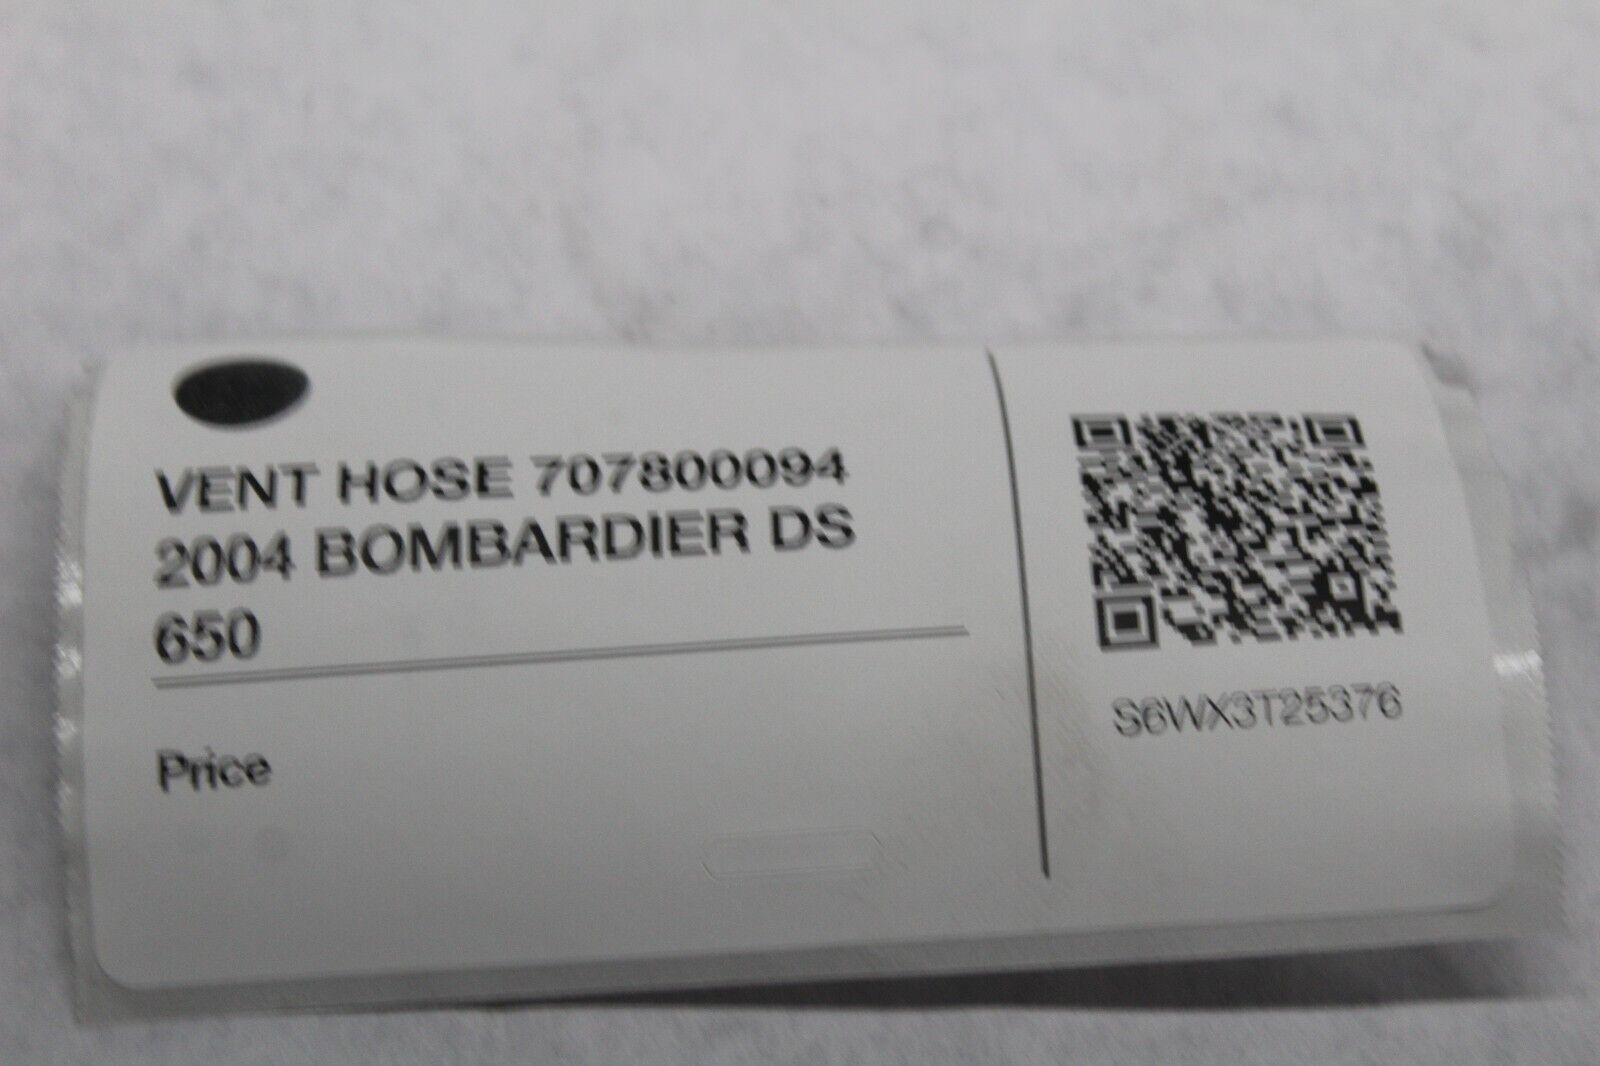 VENT HOSE 707800094
2004 BOMBARDIER DS
650
Price
S6WX3T25376